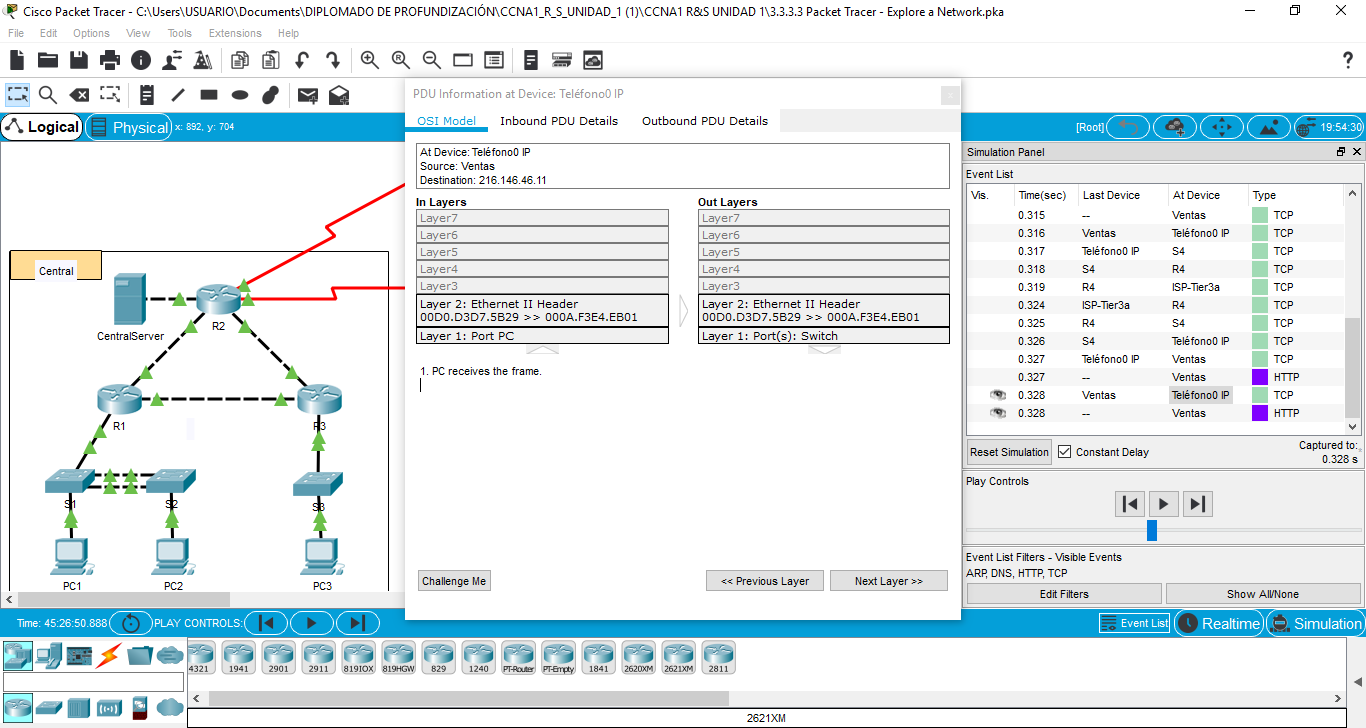 Cisco Packet Tracer - C:\Users\USUARIO\Documents\DIPLOMADO DE PROFUNDIZACIÓN\CCNA1_R_S_UNIDAD_1 (1)\CCNA1 R&S UNIDAD 1\3.3.3.3 Packet Tracer - Explore a Network.pka
File Edit Options View Tools Extensions Help
Logical Physical x: 892, y: 704 [Root] 19:54:30
PDU Information at Device: Teléfono0 IP
OSI Model Inbound PDU Details Outbound PDU Details
At Device: Teléfono0 IP
Source: Ventas
Destination: 216.146.46.11
In Layers Out Layers
Layer7 Layer7
Layer6 Layer6
Layer5 Layer5
Layer4 Layer4
Layer3 Layer3
Layer 2: Ethernet II Header Layer 2: Ethernet II Header
00D0.D3D7.5B29 >> 000A.F3E4.EB01 00D0.D3D7.5B29 >> 000A.F3E4.EB01
Layer 1: Port PC Layer 1: Port(s): Switch
1. PC receives the frame.
Challenge Me << Previous Layer Next Layer >>
Central
CentralServer
R2
R1
R3
S1
S2
S3
PC1
PC2
PC3
Simulation Panel
Event List
Vis. Time(sec) Last Device At Device Type
0.315 -- Ventas TCP
0.316 Ventas Teléfono0 IP TCP
0.317 Teléfono0 IP S4 TCP
0.318 S4 R4 TCP
0.319 R4 ISP-Tier3a TCP
0.324 ISP-Tier3a R4 TCP
0.325 R4 S4 TCP
0.326 S4 Teléfono0 IP TCP
0.327 Teléfono0 IP Ventas TCP
0.327 -- Ventas HTTP
0.328 Ventas Teléfono0 IP TCP
0.328 -- Ventas HTTP
Reset Simulation Constant Delay Captured to:
0.328 s
Play Controls
Event List Filters - Visible Events
ARP, DNS, HTTP, TCP
Edit Filters Show All/None
Time: 45:26:50.888 PLAY CONTROLS: Event List Realtime Simulation
4321 1941 2901 2911 819IOX 819HGW 829 1240 PT-Router PT-Empty 1841 2620XM 2621XM 2811
2621XM